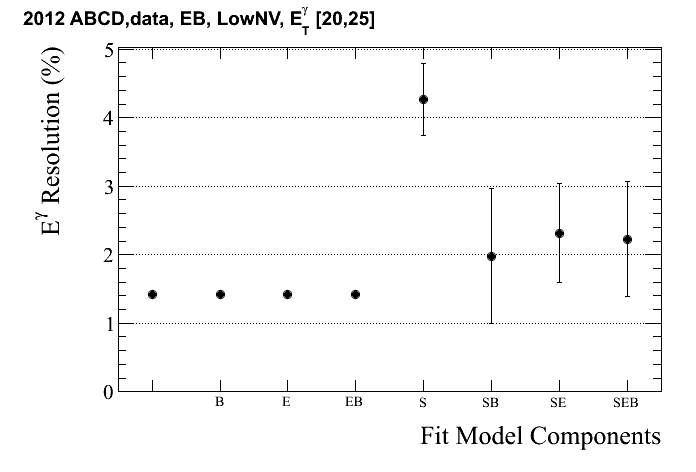 2012 ABCD,data, EB, LowNV, E_T^γ [20,25]
E^γ Resolution (%)
5
4
3
2
1
0
B E EB S SB SE SEB
Fit Model Components